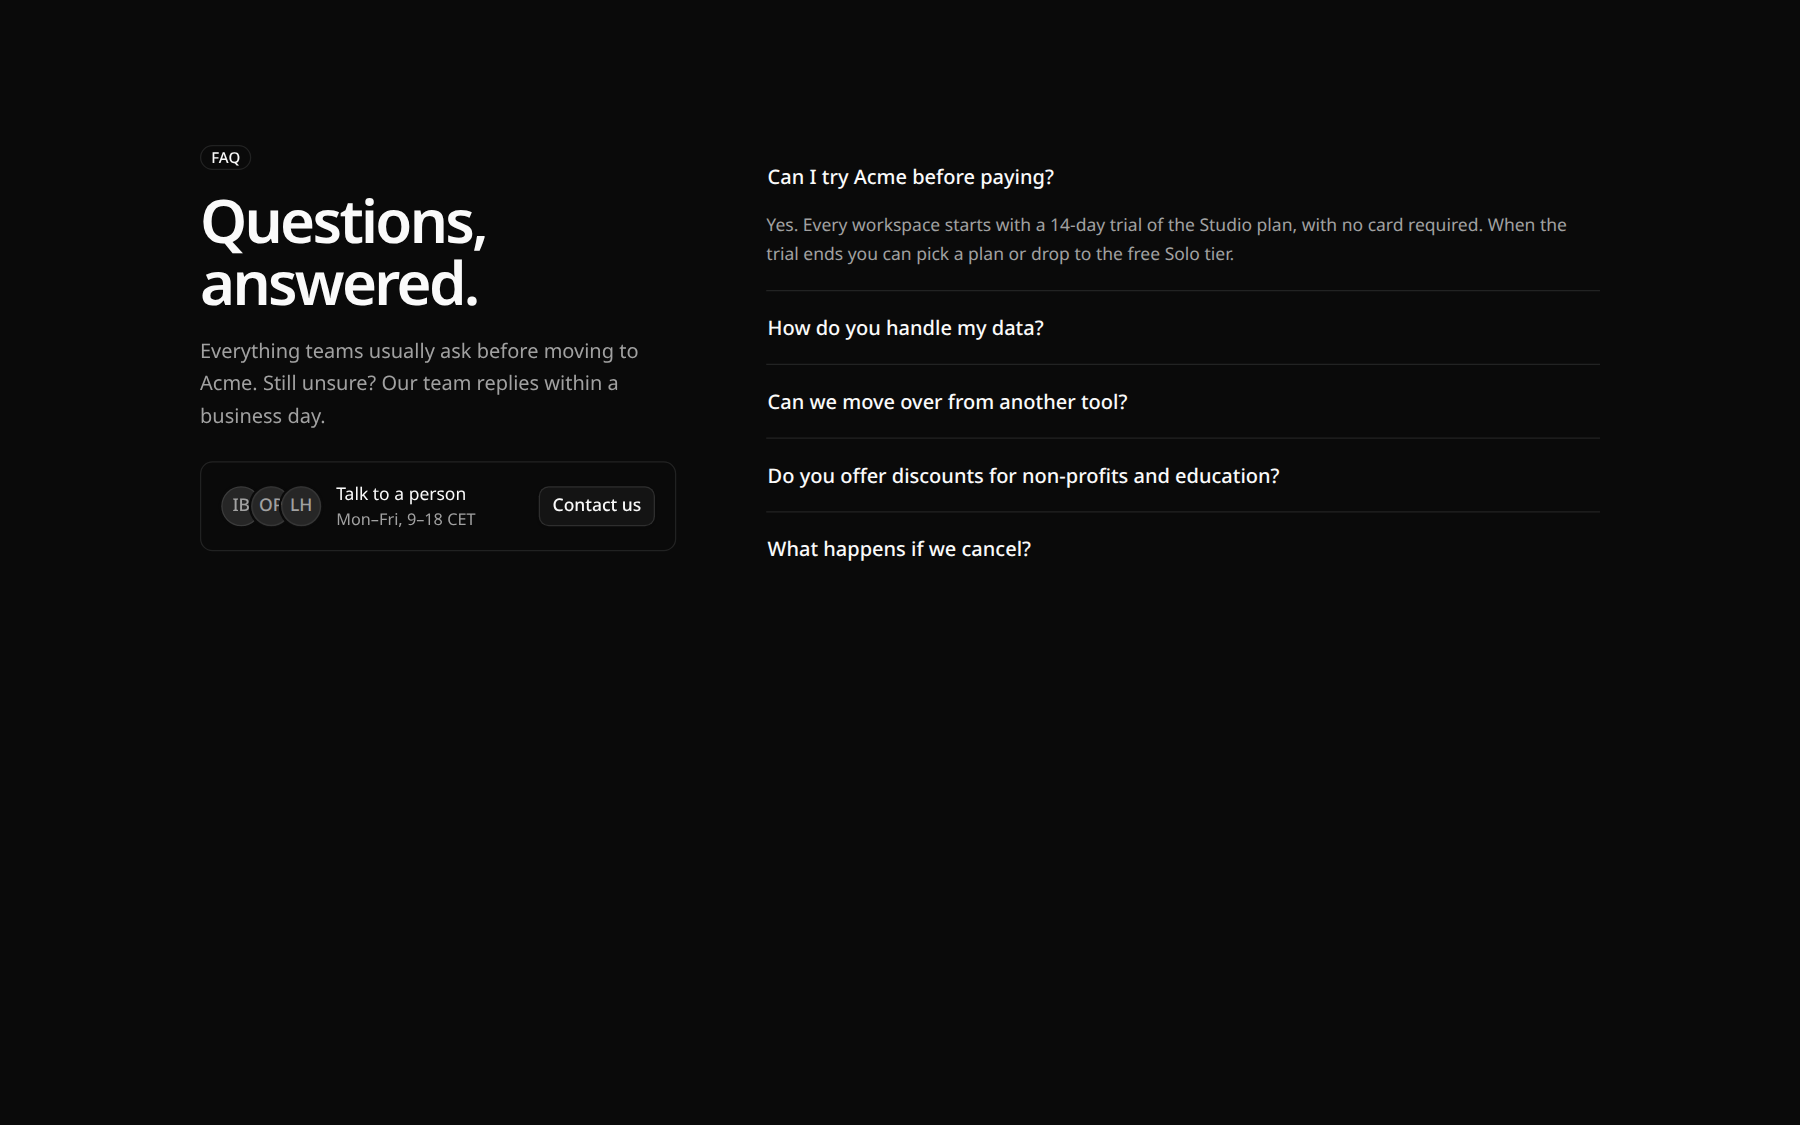 FAQ
Questions,
answered.
Everything teams usually ask before moving to
Acme. Still unsure? Our team replies within a
business day.
IB
LH
Talk to a person
Mon–Fri, 9–18 CET
Contact us
Can I try Acme before paying?
Yes. Every workspace starts with a 14-day trial of the Studio plan, with no card required. When the
trial ends you can pick a plan or drop to the free Solo tier.
How do you handle my data?
Can we move over from another tool?
Do you offer discounts for non-profits and education?
What happens if we cancel?